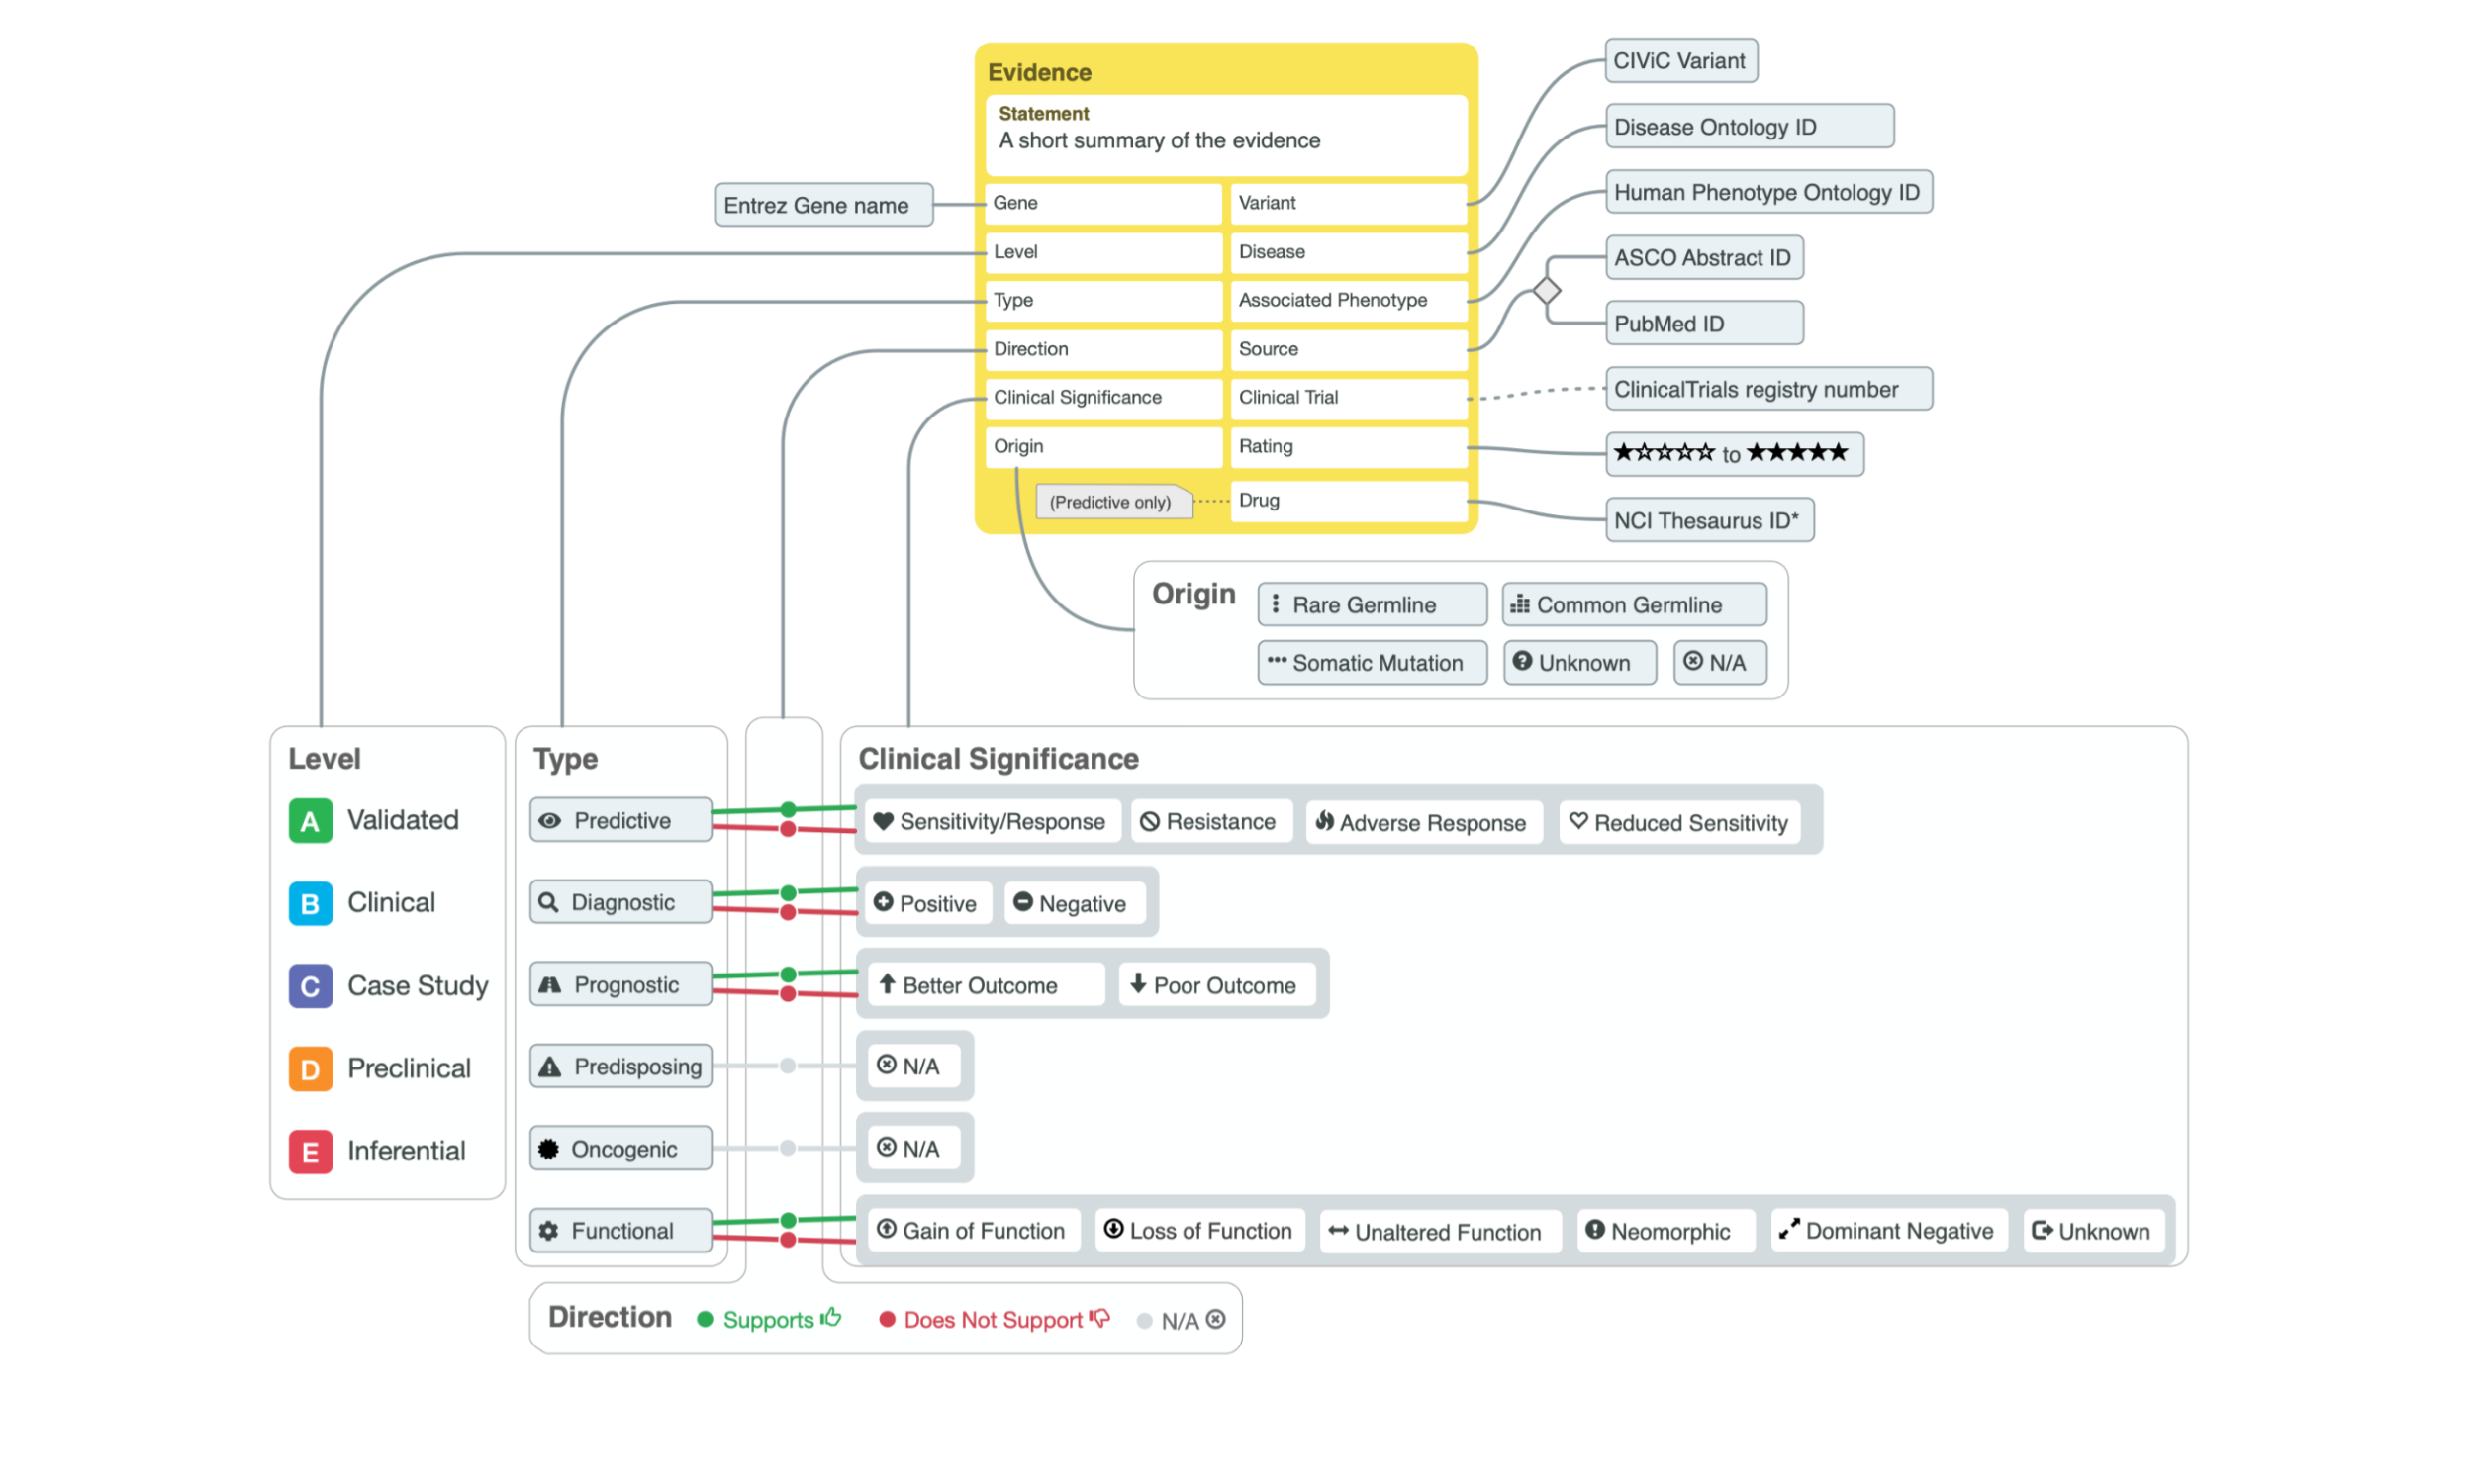 Evidence
Statement
A short summary of the evidence
Entrez Gene name
Gene
Variant
Level
Disease
Type
Associated Phenotype
Direction
Source
Clinical Significance
Clinical Trial
Origin
Rating
(Predictive only)
Drug
CIViC Variant
Disease Ontology ID
Human Phenotype Ontology ID
ASCO Abstract ID
PubMed ID
ClinicalTrials registry number
★☆☆☆☆ to ★★★★★
NCI Thesaurus ID*
Origin
Rare Germline
Common Germline
Somatic Mutation
Unknown
N/A
Level
A Validated
B Clinical
C Case Study
D Preclinical
E Inferential
Type
Predictive
Diagnostic
Prognostic
Predisposing
Oncogenic
Functional
Clinical Significance
Sensitivity/Response
Resistance
Adverse Response
Reduced Sensitivity
Positive
Negative
Better Outcome
Poor Outcome
N/A
N/A
Gain of Function
Loss of Function
Unaltered Function
Neomorphic
Dominant Negative
Unknown
Direction
Supports
Does Not Support
N/A